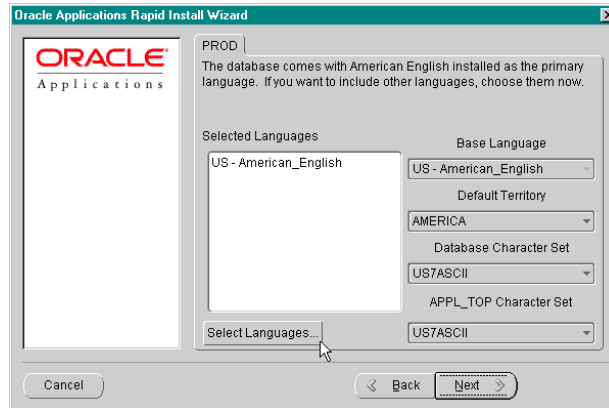 Oracle Applications Rapid Install Wizard
ORACLE
Applications
PROD
The database comes with American English installed as the primary
language. If you want to include other languages, choose them now.
Selected Languages
US - American_English
Base Language
US - American_English
Default Territory
AMERICA
Database Character Set
US7ASCII
APPL_TOP Character Set
US7ASCII
Select Languages...
Cancel
Back
Next